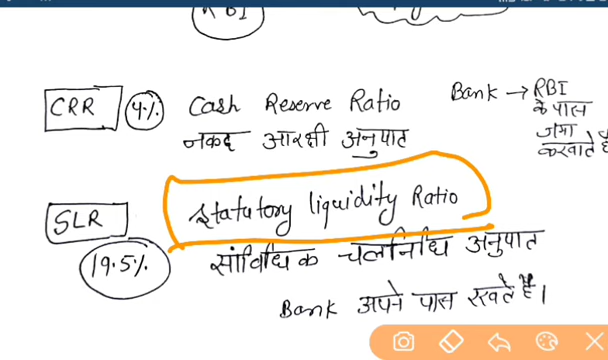 RBI
CRR 4% Cash Reserve Ratio
नकद आरक्षी अनुपात
Bank → RBI
के पास
जमा
करवाते है
Statutory liquidity Ratio
SLR
19.5% सांविधिक चलनिधि अनुपात
Bank अपने पास रखते है।